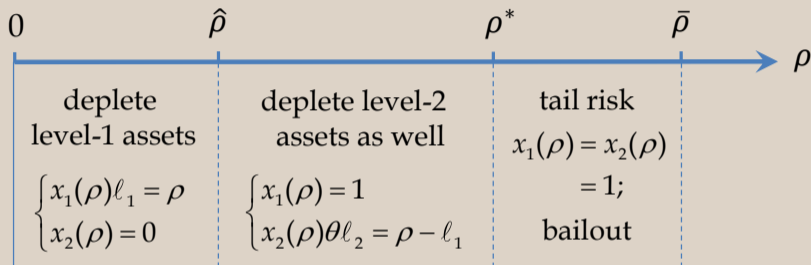 0 ρ̂ ρ* ρ̄
ρ
deplete
level-1 assets
{x₁(ρ)ℓ₁ = ρ
x₂(ρ) = 0
deplete level-2
assets as well
{x₁(ρ) = 1
x₂(ρ)θℓ₂ = ρ − ℓ₁
tail risk
x₁(ρ) = x₂(ρ)
= 1;
bailout